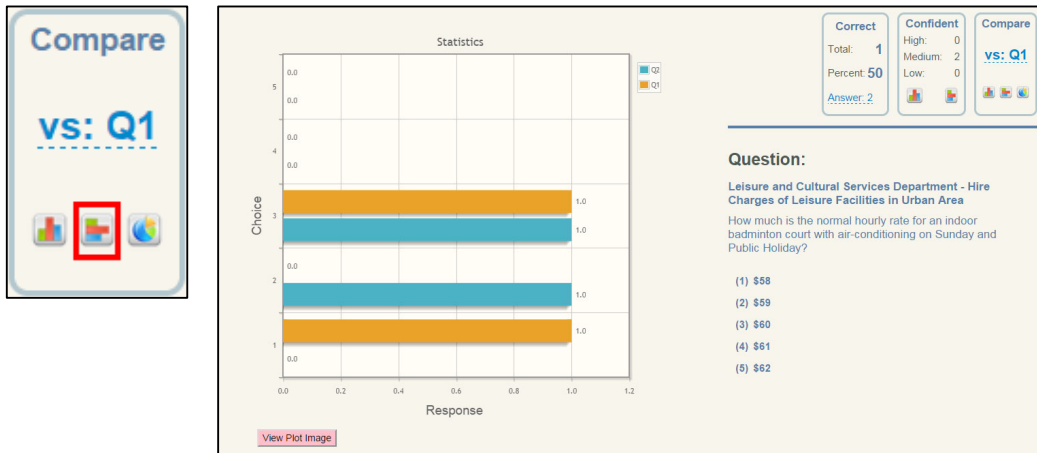 Compare
vs: Q1
Statistics
0.0
5
0.0
0.0
4
0.0
1.0
3
1.0
0.0
2
1.0
1.0
1
0.0
Choice
0.0 0.2 0.4 0.6 0.8 1.0 1.2
Response
Q2
Q1
View Plot Image
Correct
Total: 1
Percent: 50
Answer: 2
Confident
High: 0
Medium: 2
Low: 0
Compare
vs: Q1
Question:
Leisure and Cultural Services Department - Hire
Charges of Leisure Facilities in Urban Area
How much is the normal hourly rate for an indoor
badminton court with air-conditioning on Sunday and
Public Holiday?
(1) $58
(2) $59
(3) $60
(4) $61
(5) $62